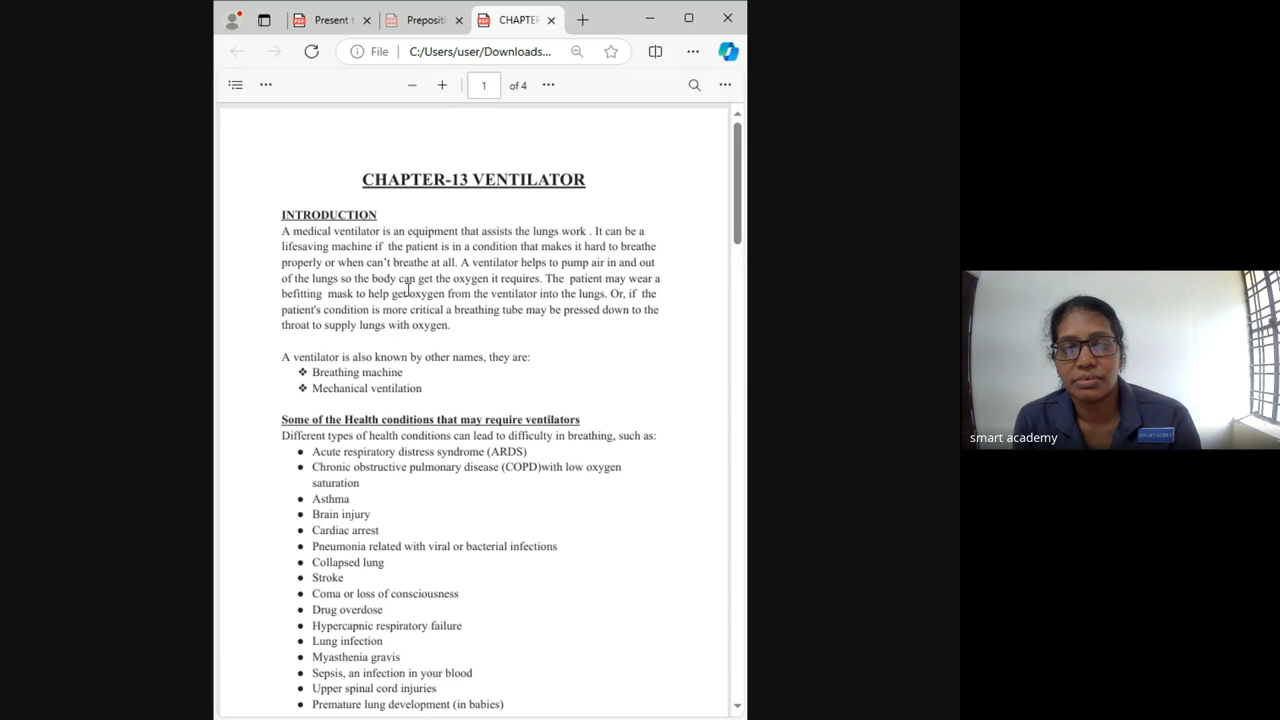 Present
Preposit
CHAPTER
File
C:/Users/user/Downloads...
1 of 4
CHAPTER-13 VENTILATOR
INTRODUCTION
A medical ventilator is an equipment that assists the lungs work . It can be a
lifesaving machine if the patient is in a condition that makes it hard to breathe
properly or when can’t breathe at all. A ventilator helps to pump air in and out
of the lungs so the body can get the oxygen it requires. The patient may wear a
befitting mask to help get oxygen from the ventilator into the lungs. Or, if the
patient's condition is more critical a breathing tube may be pressed down to the
throat to supply lungs with oxygen.
A ventilator is also known by other names, they are:
❖ Breathing machine
❖ Mechanical ventilation
Some of the Health conditions that may require ventilators
Different types of health conditions can lead to difficulty in breathing, such as:
● Acute respiratory distress syndrome (ARDS)
● Chronic obstructive pulmonary disease (COPD)with low oxygen
saturation
● Asthma
● Brain injury
● Cardiac arrest
● Pneumonia related with viral or bacterial infections
● Collapsed lung
● Stroke
● Coma or loss of consciousness
● Drug overdose
● Hypercapnic respiratory failure
● Lung infection
● Myasthenia gravis
● Sepsis, an infection in your blood
● Upper spinal cord injuries
● Premature lung development (in babies)
smart academy